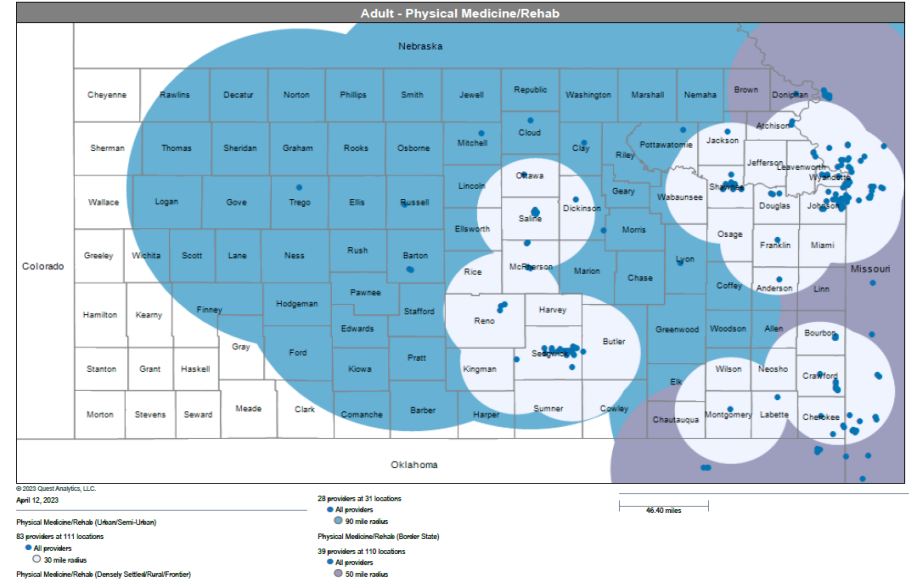 Adult - Physical Medicine/Rehab
Nebraska
Cheyenne Rawlins Decatur Norton Phillips Smith Jewell Republic Washington Marshall Nemaha Brown Doniphan
Sherman Thomas Sheridan Graham Rooks Osborne Mitchell Cloud Clay Riley Pottawatomie Jackson Atchison
Jefferson Leavenworth Wyandotte
Wallace Logan Gove Trego Ellis Russell Lincoln Ottawa Saline Dickinson Geary Wabaunsee Shawnee Douglas Johnson
Colorado Greeley Wichita Scott Lane Ness Rush Barton Ellsworth Rice McPherson Marion Morris Chase Lyon Osage Franklin Miami Missouri
Hamilton Kearny Finney Hodgeman Pawnee Stafford Reno Harvey Coffey Anderson Linn
Gray Ford Edwards Pratt Kingman Sedgwick Butler Greenwood Woodson Allen Bourbon
Stanton Grant Haskell Kiowa Elk Wilson Neosho Crawford
Morton Stevens Seward Meade Clark Comanche Barber Harper Sumner Cowley Chautauqua Montgomery Labette Cherokee
Oklahoma
© 2023 Quest Analytics, LLC.
April 12, 2023
Physical Medicine/Rehab (Urban/Semi-Urban)
83 providers at 111 locations
All providers
30 mile radius
Physical Medicine/Rehab (Densely Settled/Rural/Frontier)
28 providers at 31 locations
All providers
90 mile radius
Physical Medicine/Rehab (Border State)
39 providers at 110 locations
All providers
50 mile radius
46.40 miles